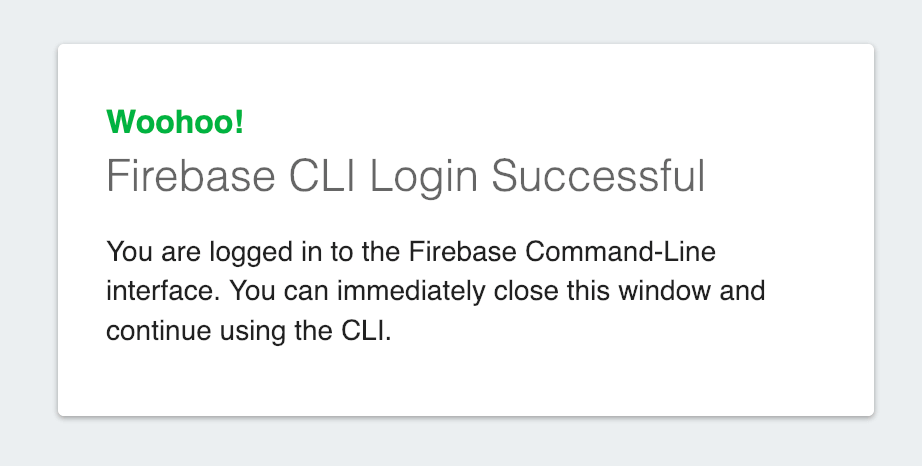 Woohoo!
Firebase CLI Login Successful
You are logged in to the Firebase Command-Line
interface. You can immediately close this window and
continue using the CLI.